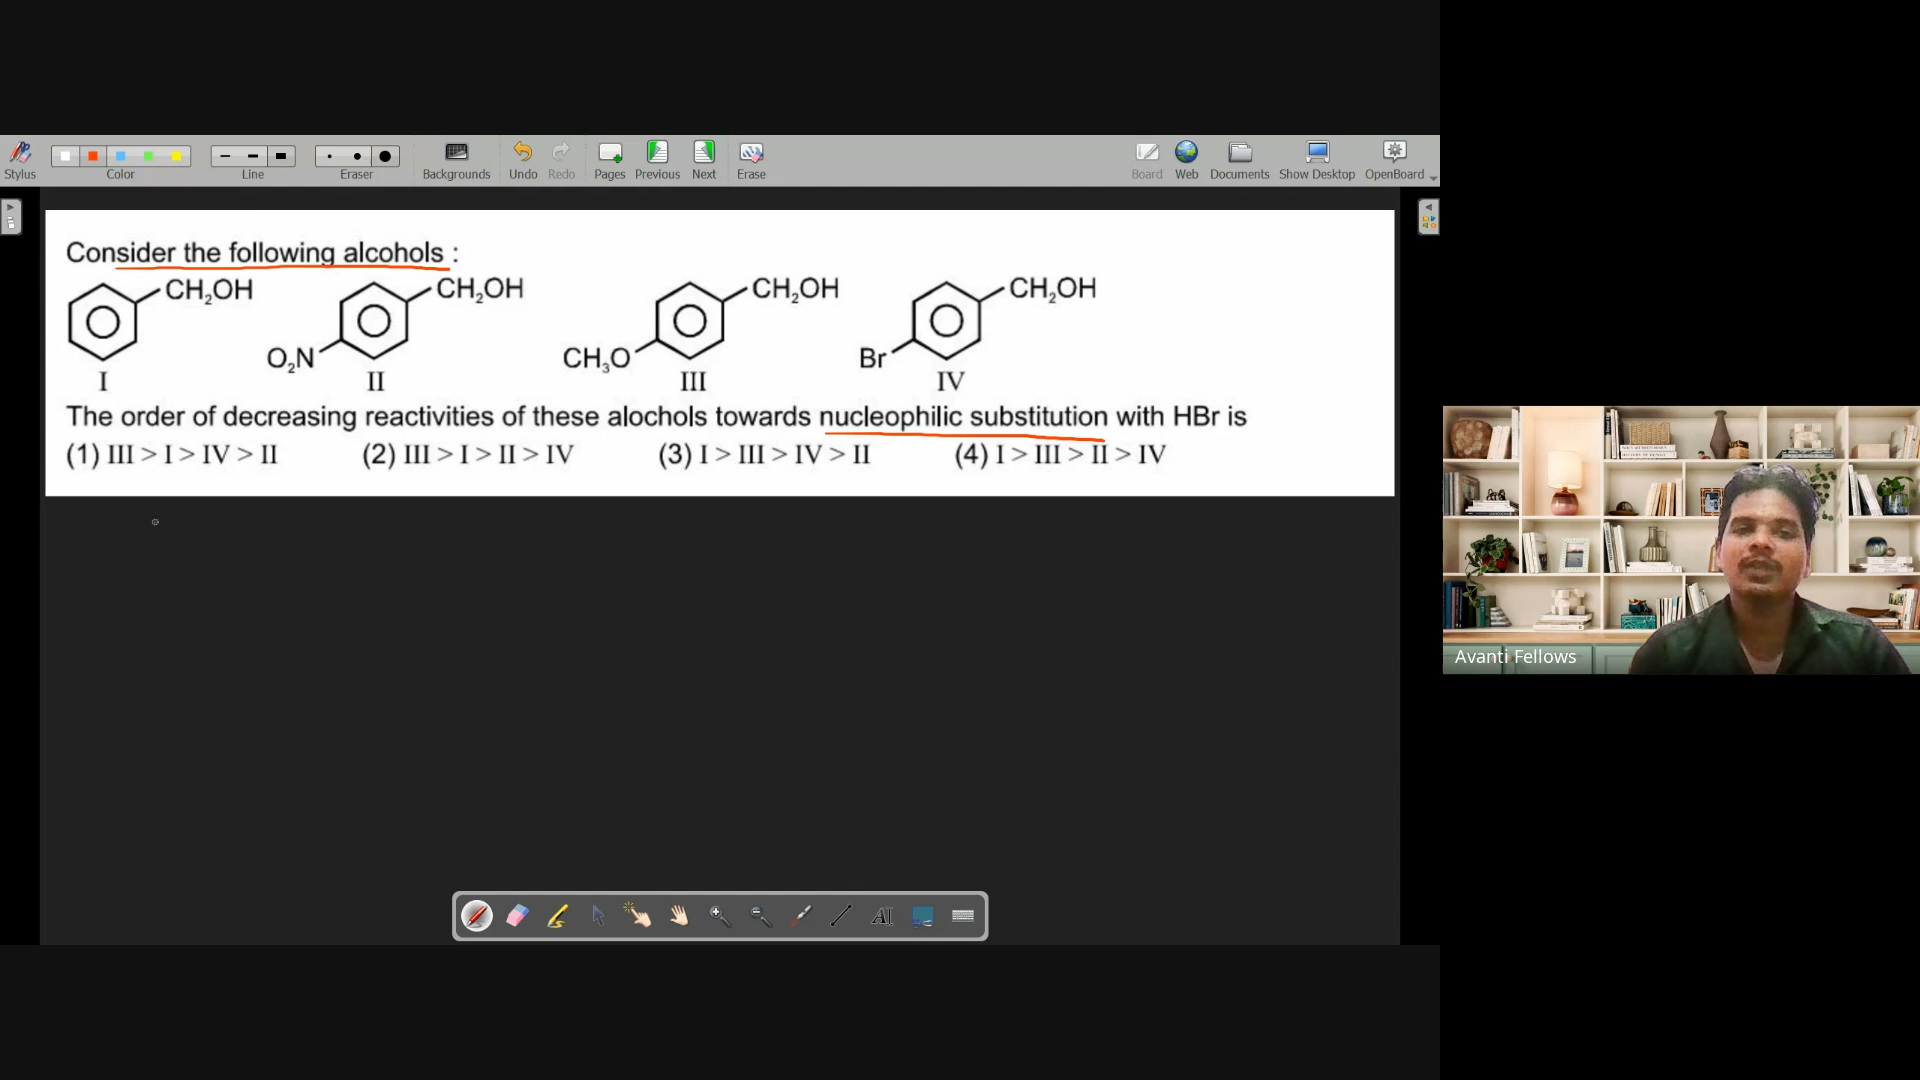 Stylus Color Line Eraser Backgrounds Undo Redo Pages Previous Next Erase Board Web Documents Show Desktop OpenBoard
Consider the following alcohols :
CH₂OH CH₂OH CH₂OH CH₂OH
O₂N CH₃O Br
I II III IV
The order of decreasing reactivities of these alochols towards nucleophilic substitution with HBr is
(1) III > I > IV > II (2) III > I > II > IV (3) I > III > IV > II (4) I > III > II > IV
Avanti Fellows